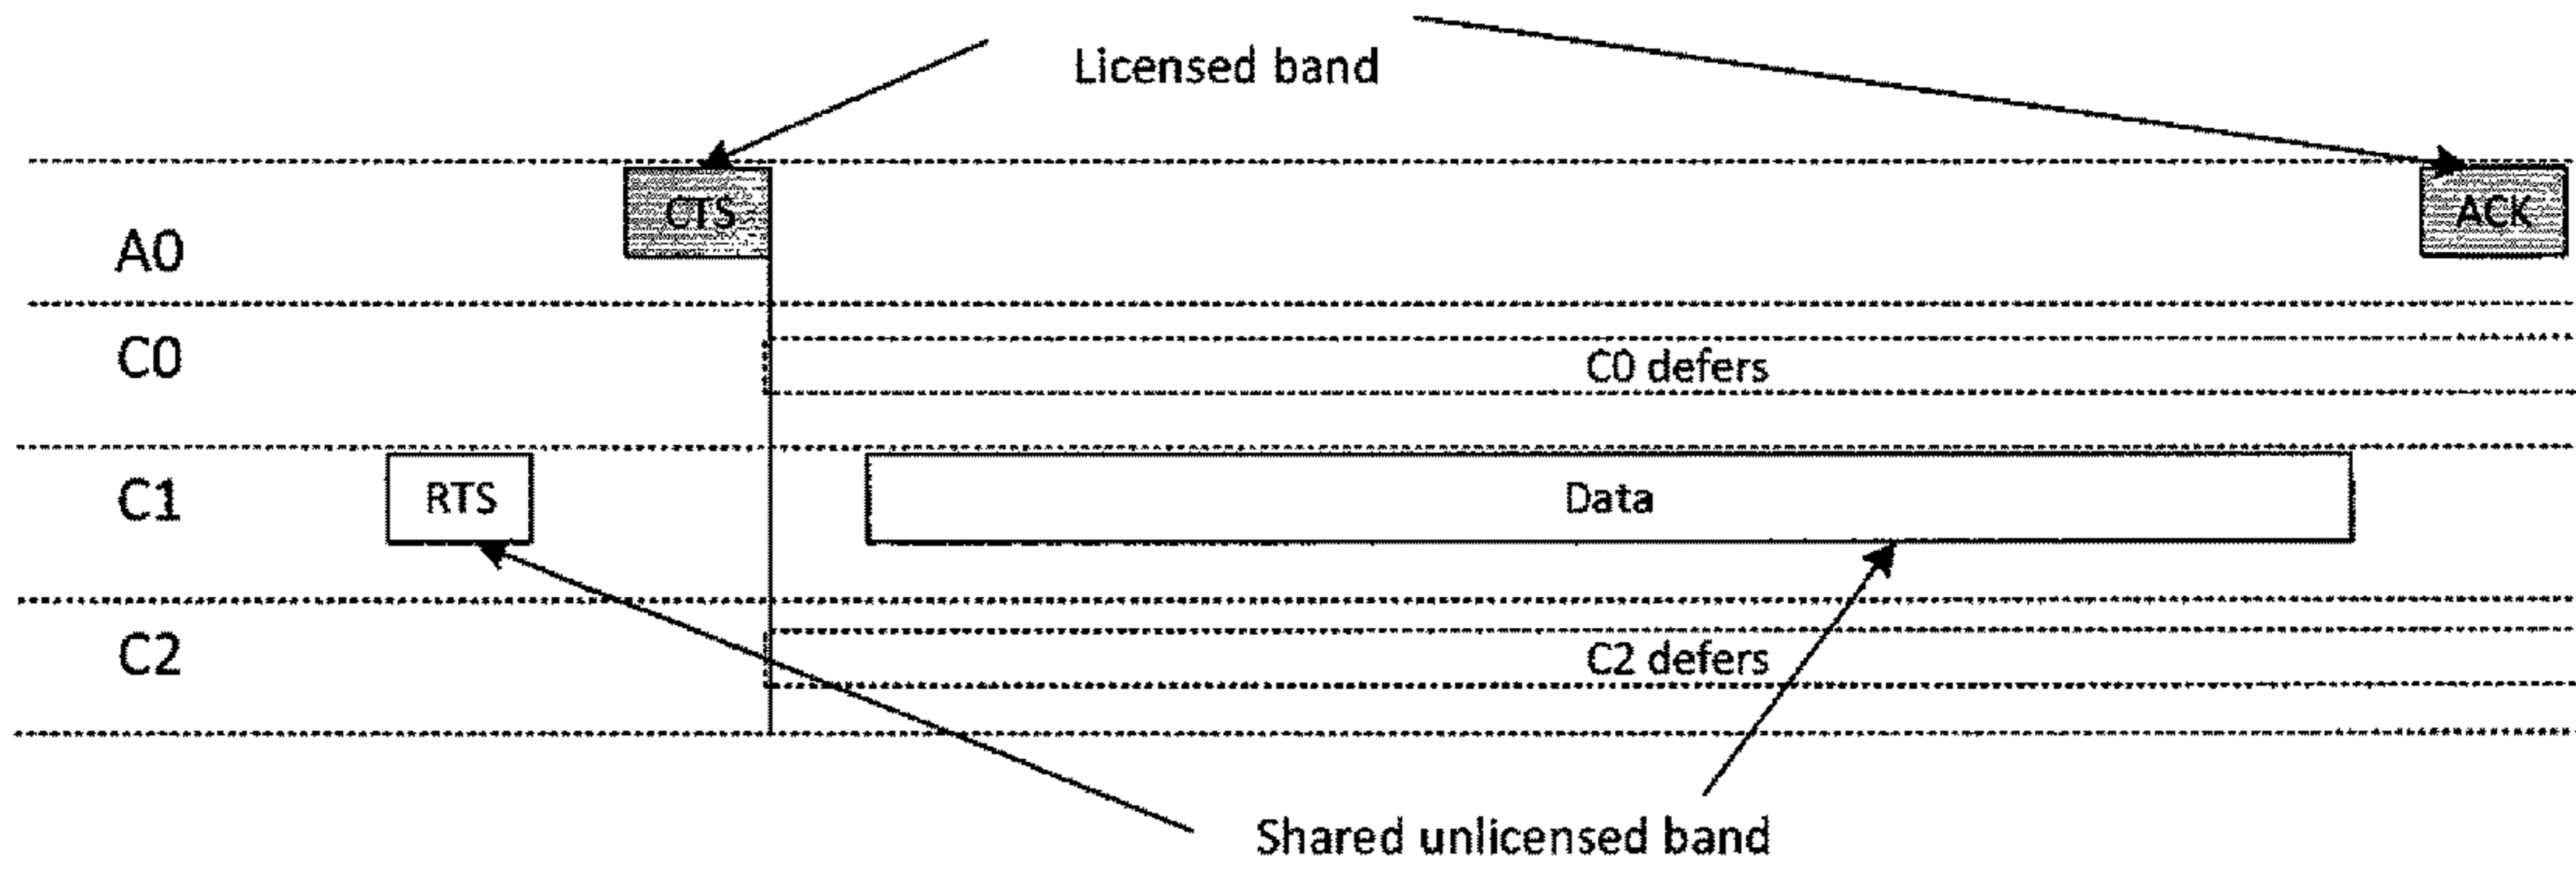 Licensed band
CTS
ACK
A0
C0
C0 defers
C1
RTS
Data
C2
C2 defers
Shared unlicensed band